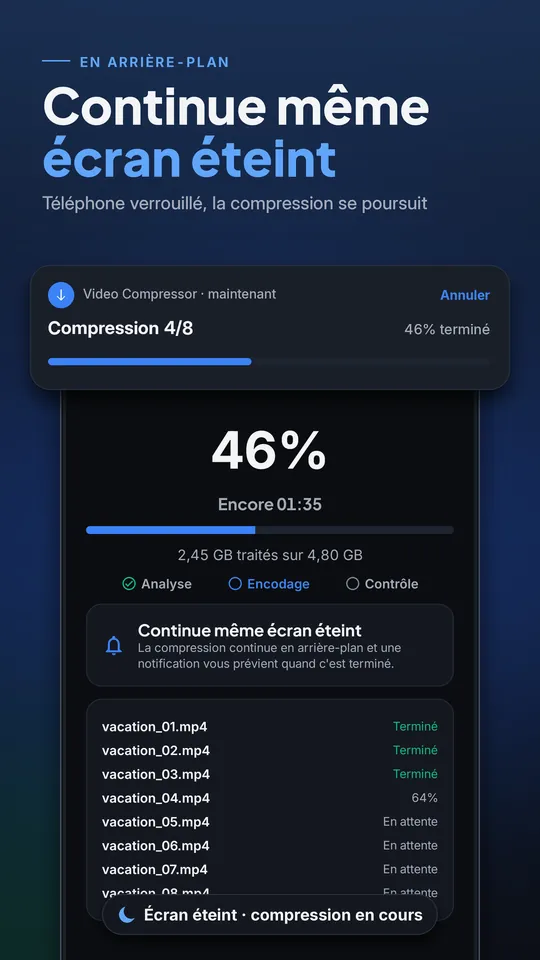 EN ARRIÈRE-PLAN
Continue même
écran éteint
Téléphone verrouillé, la compression se poursuit
Video Compressor · maintenant
Annuler
Compression 4/8
46% terminé
46%
Encore 01:35
2,45 GB traités sur 4,80 GB
Analyse
Encodage
Contrôle
Continue même écran éteint
La compression continue en arrière-plan et une
notification vous prévient quand c'est terminé.
vacation_01.mp4 Terminé
vacation_02.mp4 Terminé
vacation_03.mp4 Terminé
vacation_04.mp4 64%
vacation_05.mp4 En attente
vacation_06.mp4 En attente
vacation_07.mp4 En attente
vacation_08.mp4 En attente
Écran éteint · compression en cours